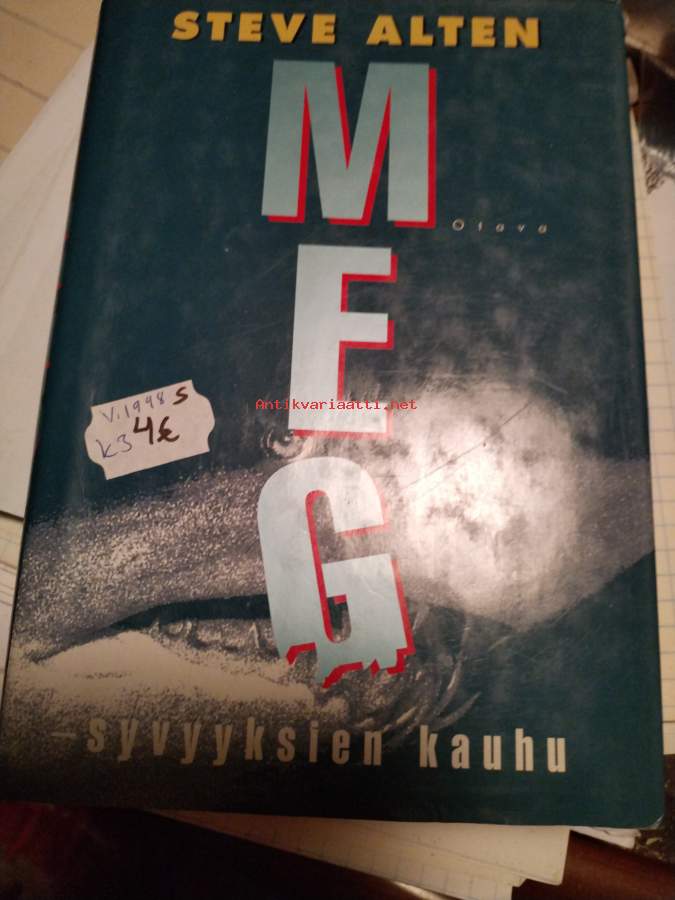 STEVE ALTEN
M
Otava
E
Antikvariaatti.net
V.1998 S
K3 4€
G
– syvyyksien kauhu